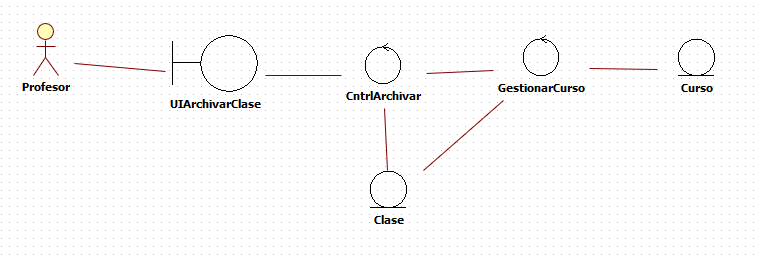 Profesor
UIArchivarClase
CntrlArchivar
GestionarCurso
Curso
Clase